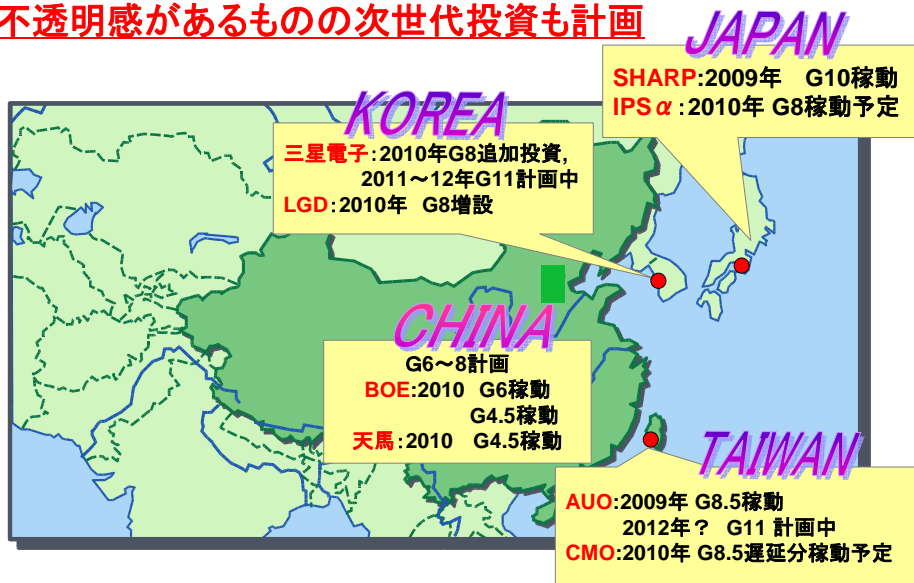 不透明感があるものの次世代投資も計画
JAPAN
SHARP:2009年　G10稼動
IPSα:2010年 G8稼動予定
KOREA
三星電子:2010年G8追加投資,
2011～12年G11計画中
LGD:2010年　G8増設
CHINA
G6～8計画
BOE:2010　G6稼動
G4.5稼動
天馬:2010　G4.5稼動
TAIWAN
AUO:2009年 G8.5稼動
2012年？　G11 計画中
CMO:2010年 G8.5遅延分稼動予定